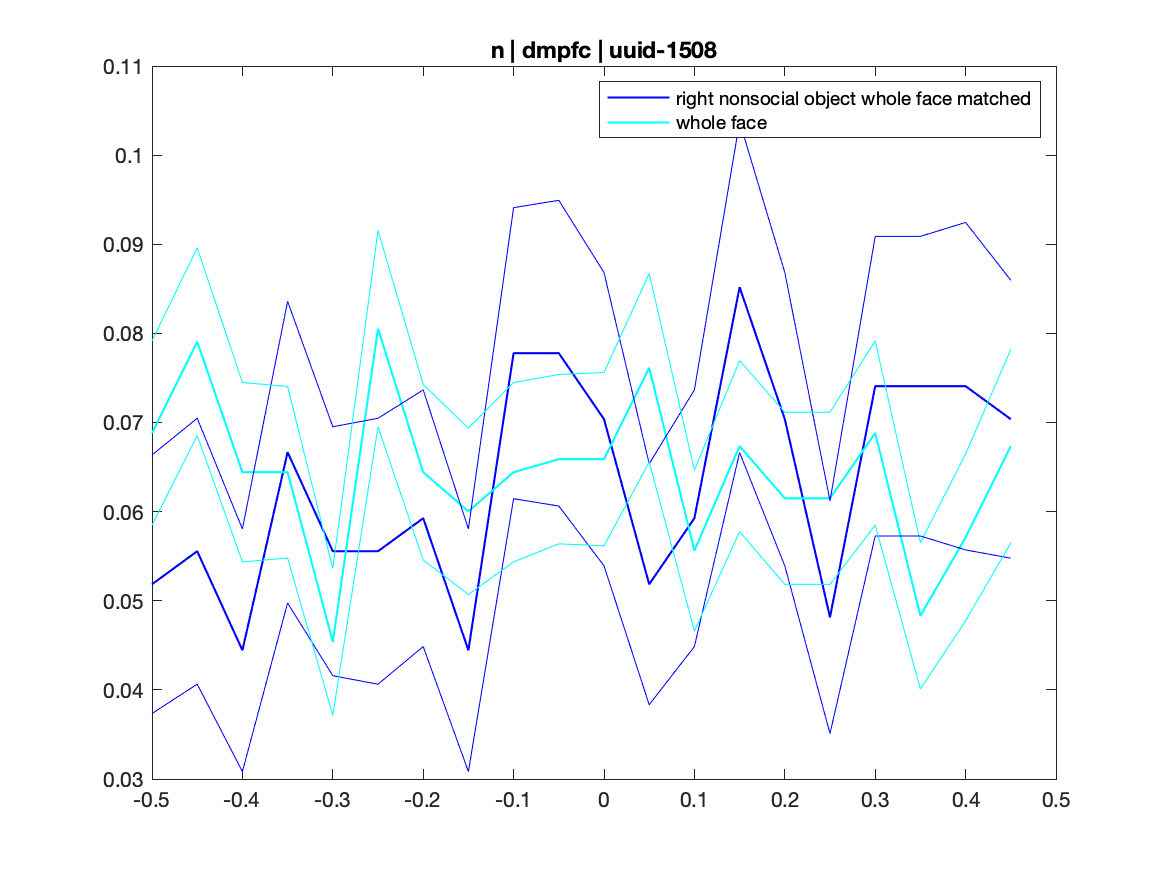 n | dmpfc | uuid-1508
right nonsocial object whole face matched
whole face
0.11
0.1
0.09
0.08
0.07
0.06
0.05
0.04
0.03
-0.5 -0.4 -0.3 -0.2 -0.1 0 0.1 0.2 0.3 0.4 0.5